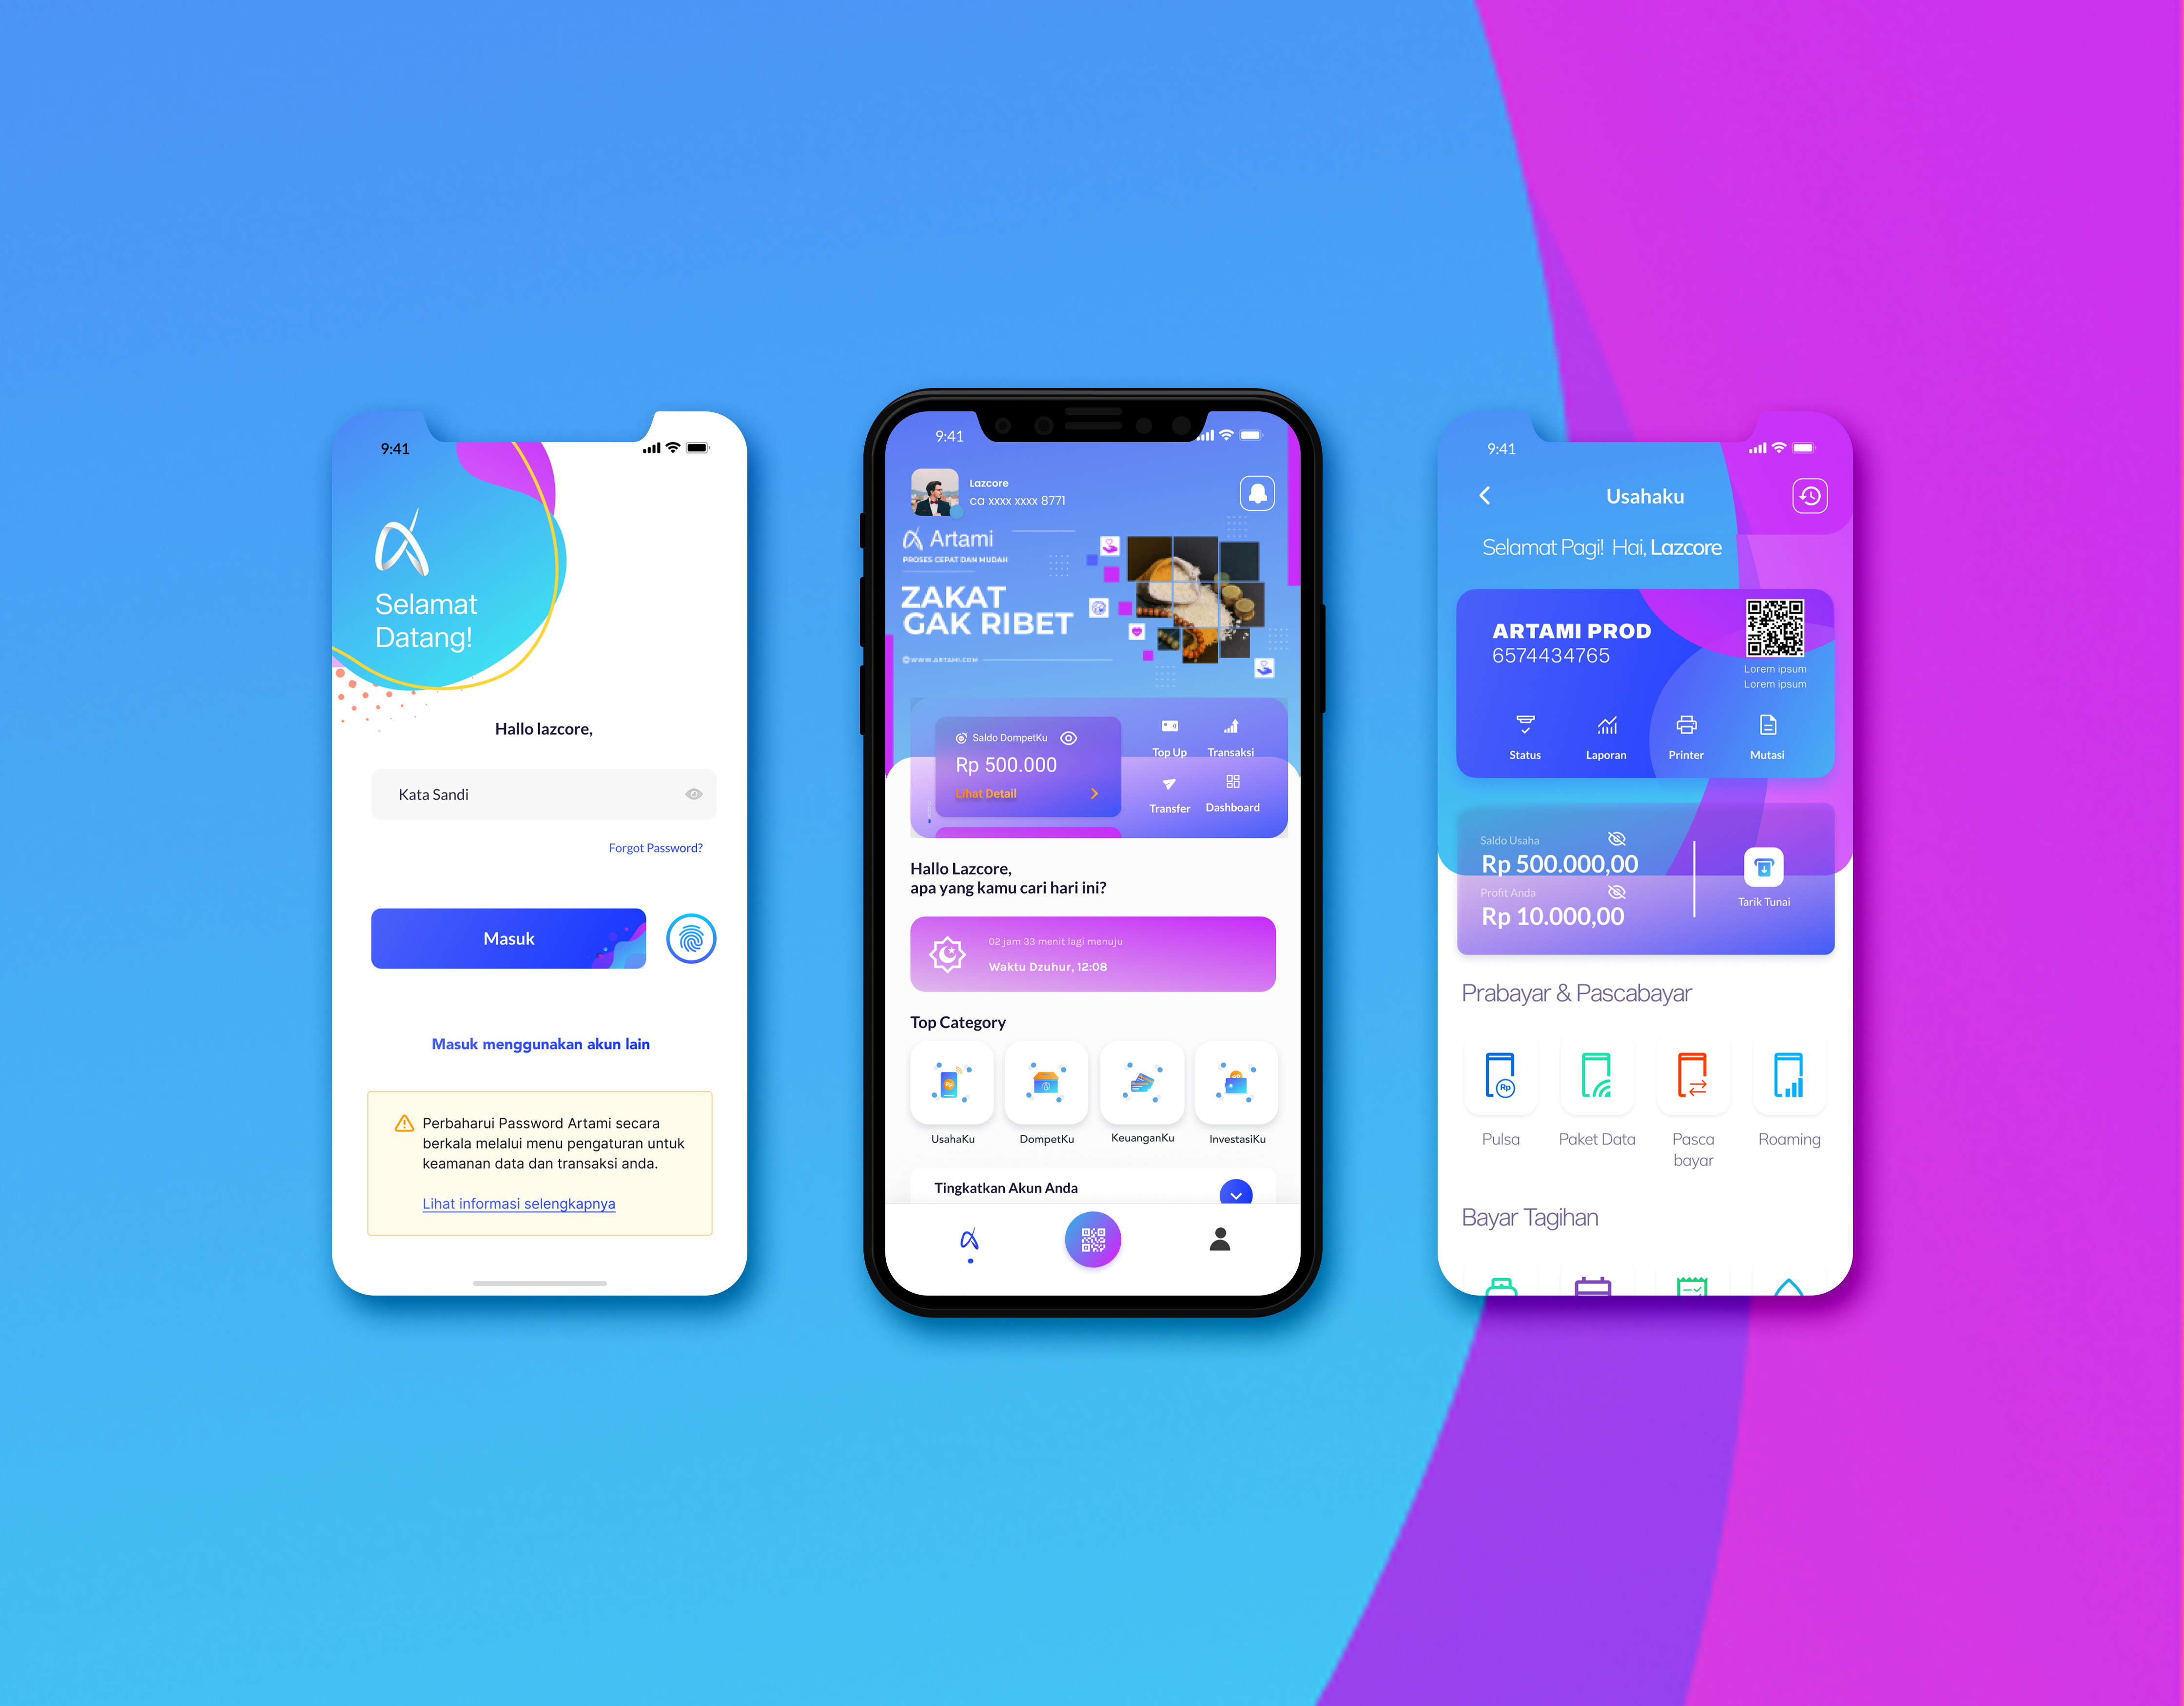 9:41
Selamat
Datang!
Hallo lazcore,
Kata Sandi
Forgot Password?
Masuk
Masuk menggunakan akun lain
Perbaharui Password Artami secara
berkala melalui menu pengaturan untuk
keamanan data dan transaksi anda.
Lihat informasi selengkapnya
9:41
Lazcore
ca xxxx xxxx 8771
Artami
PROSES CEPAT DAN MUDAH
ZAKAT
GAK RIBET
WWW.ARTAMI.COM
Saldo DompetKu
Rp 500.000
Lihat Detail
Top Up
Transaksi
Transfer
Dashboard
Hallo Lazcore,
apa yang kamu cari hari ini?
02 jam 33 menit lagi menuju
Waktu Dzuhur, 12:08
Top Category
UsahaKu
DompetKu
KeuanganKu
InvestasiKu
Tingkatkan Akun Anda
9:41
Usahaku
Selamat Pagi! Hai, Lazcore
ARTAMI PROD
6574434765
Lorem ipsum
Lorem ipsum
Status
Laporan
Printer
Mutasi
Saldo Usaha
Rp 500.000,00
Profit Anda
Rp 10.000,00
Tarik Tunai
Prabayar & Pascabayar
Rp
Pulsa
Paket Data
Pasca
bayar
Roaming
Bayar Tagihan